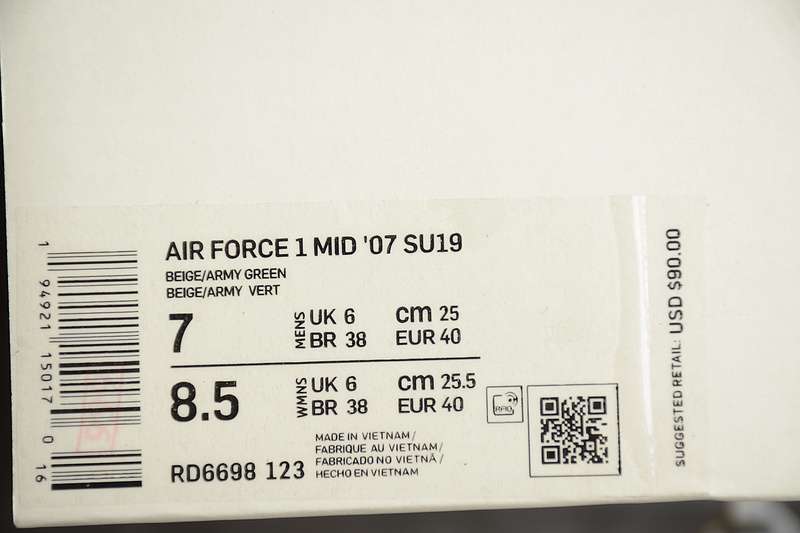 AIR FORCE 1 MID '07 SU19
BEIGE/ARMY GREEN
BEIGE/ARMY VERT
7 MENS UK 6 cm 25
BR 38 EUR 40
8.5 WMNS UK 6 cm 25.5
BR 38 EUR 40
RD6698 123
MADE IN VIETNAM/
FABRIQUE AU VIETNAM/
FABRICADO NO VIETNÃ /
HECHO EN VIETNAM
RFID
SUGGESTED RETAIL: USD $90.00
1 94921 15017 0 16